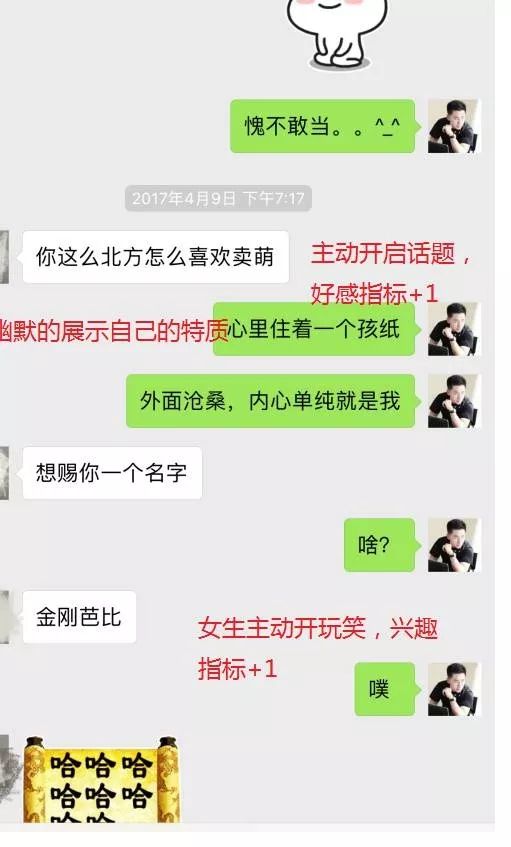 愧不敢当。。^_^
2017年4月9日 下午7:17
你这么北方怎么喜欢卖萌
主动开启话题，
好感指标+1
幽默的展示自己的特质
心里住着一个孩纸
外面沧桑，内心单纯就是我
想赐你一个名字
啥？
金刚芭比
女生主动开玩笑，兴趣
指标+1
噗
哈哈哈
哈哈哈
哈哈